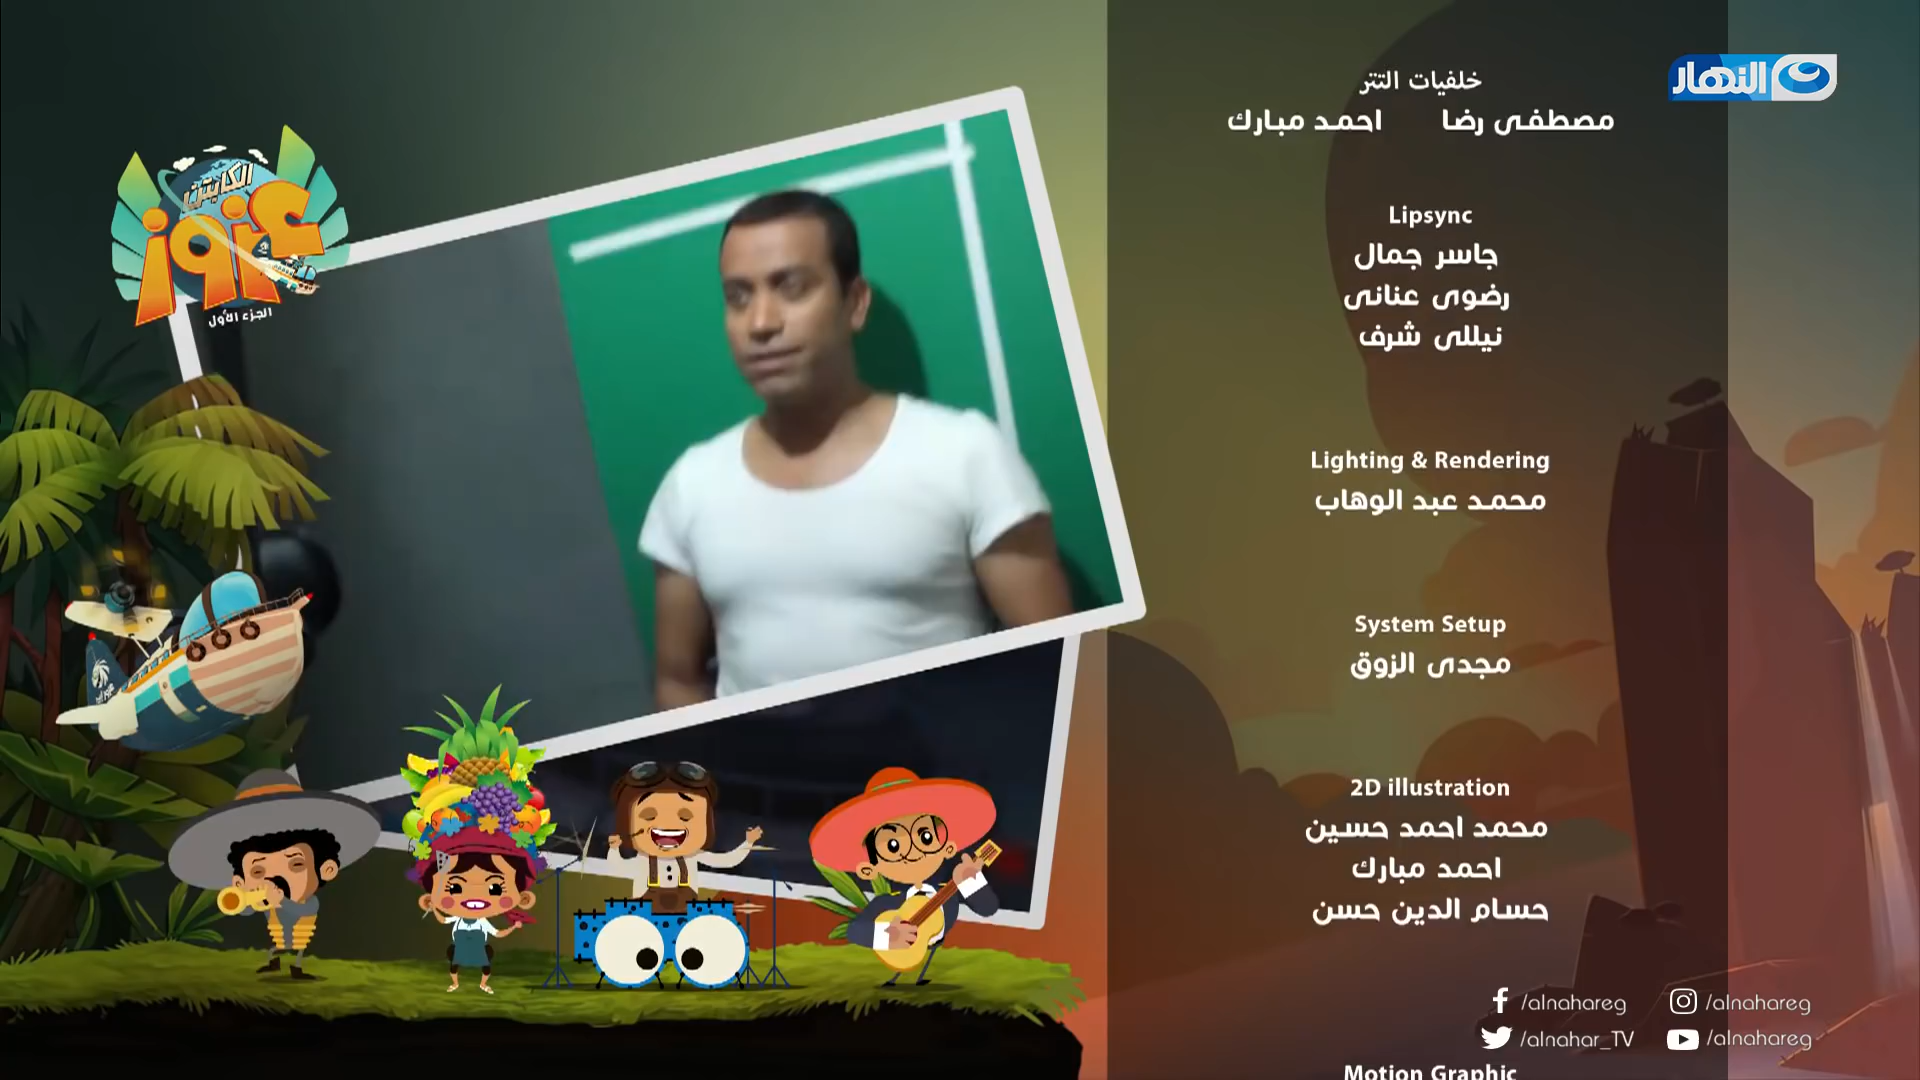 النهار
الكابتن
عزوز
الجزء الأول
خلفيات التتر
مصطفى رضا احمد مبارك
Lipsync
جاسر جمال
رضوى عنانى
نيللى شرف
Lighting & Rendering
محمد عبد الوهاب
System Setup
مجدى الزوق
2D illustration
محمد احمد حسين
احمد مبارك
حسام الدين حسن
/alnahareg /alnahareg
/alnahar_TV /alnahareg
Motion Graphic